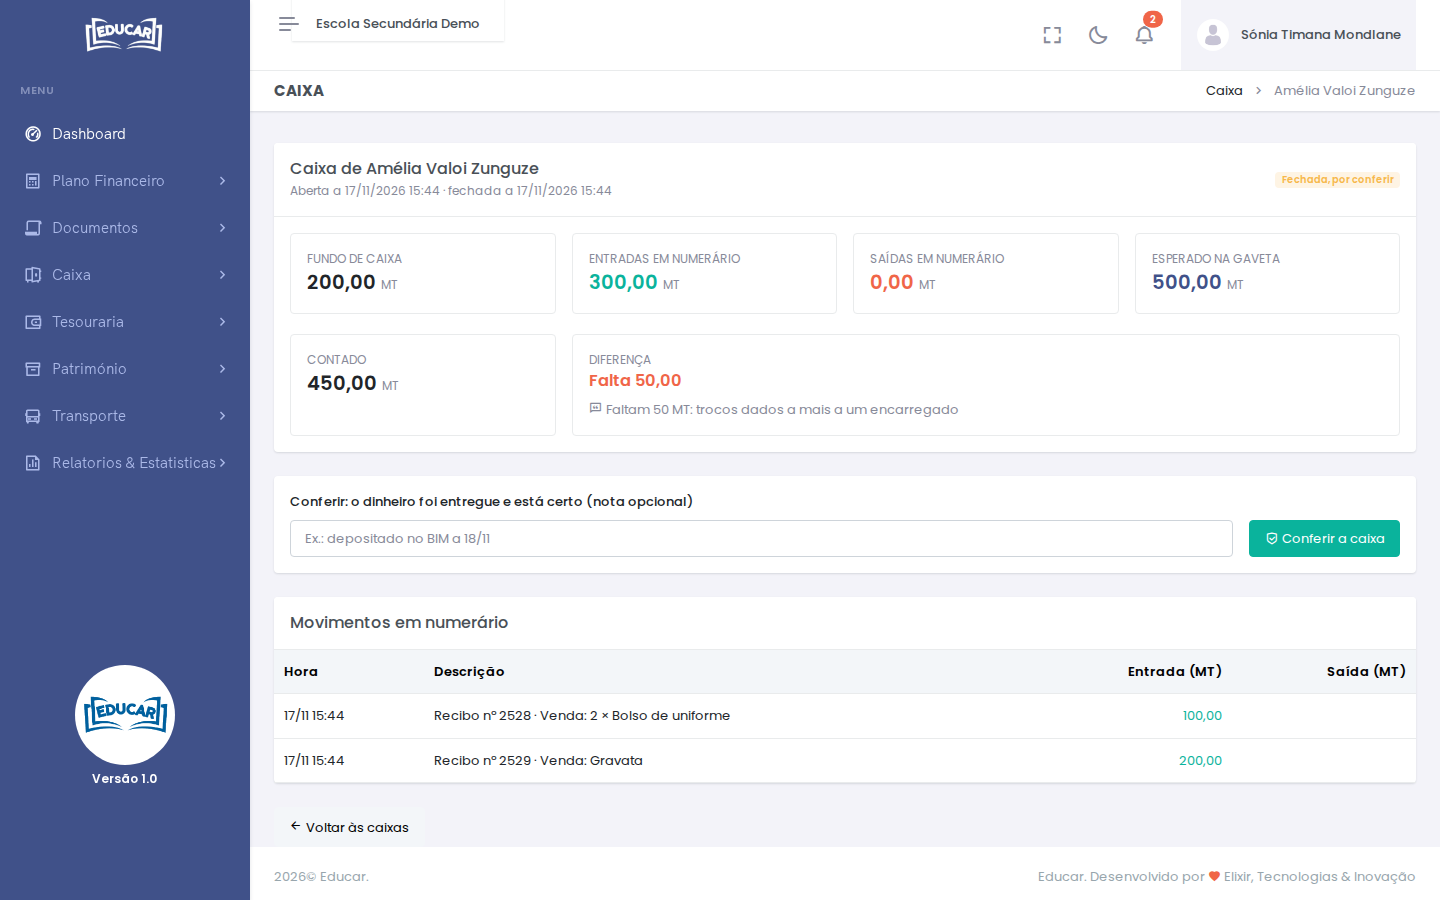 EDUCAR
MENU
Dashboard
Plano Financeiro
Documentos
Caixa
Tesouraria
Património
Transporte
Relatorios & Estatisticas
EDUCAR
Versão 1.0
Escola Secundária Demo
2
Sónia Timana Mondlane
CAIXA
Caixa > Amélia Valoi Zunguze
Caixa de Amélia Valoi Zunguze
Aberta a 17/11/2026 15:44 · fechada a 17/11/2026 15:44
Fechada, por conferir
FUNDO DE CAIXA
200,00 MT
ENTRADAS EM NUMERÁRIO
300,00 MT
SAÍDAS EM NUMERÁRIO
0,00 MT
ESPERADO NA GAVETA
500,00 MT
CONTADO
450,00 MT
DIFERENÇA
Falta 50,00
Faltam 50 MT: trocos dados a mais a um encarregado
Conferir: o dinheiro foi entregue e está certo (nota opcional)
Ex.: depositado no BIM a 18/11
Conferir a caixa
Movimentos em numerário
Hora Descrição Entrada (MT) Saída (MT)
17/11 15:44 Recibo nº 2528 · Venda: 2 × Bolso de uniforme 100,00
17/11 15:44 Recibo nº 2529 · Venda: Gravata 200,00
← Voltar às caixas
2026© Educar.
Educar. Desenvolvido por ♥ Elixir, Tecnologias & Inovação